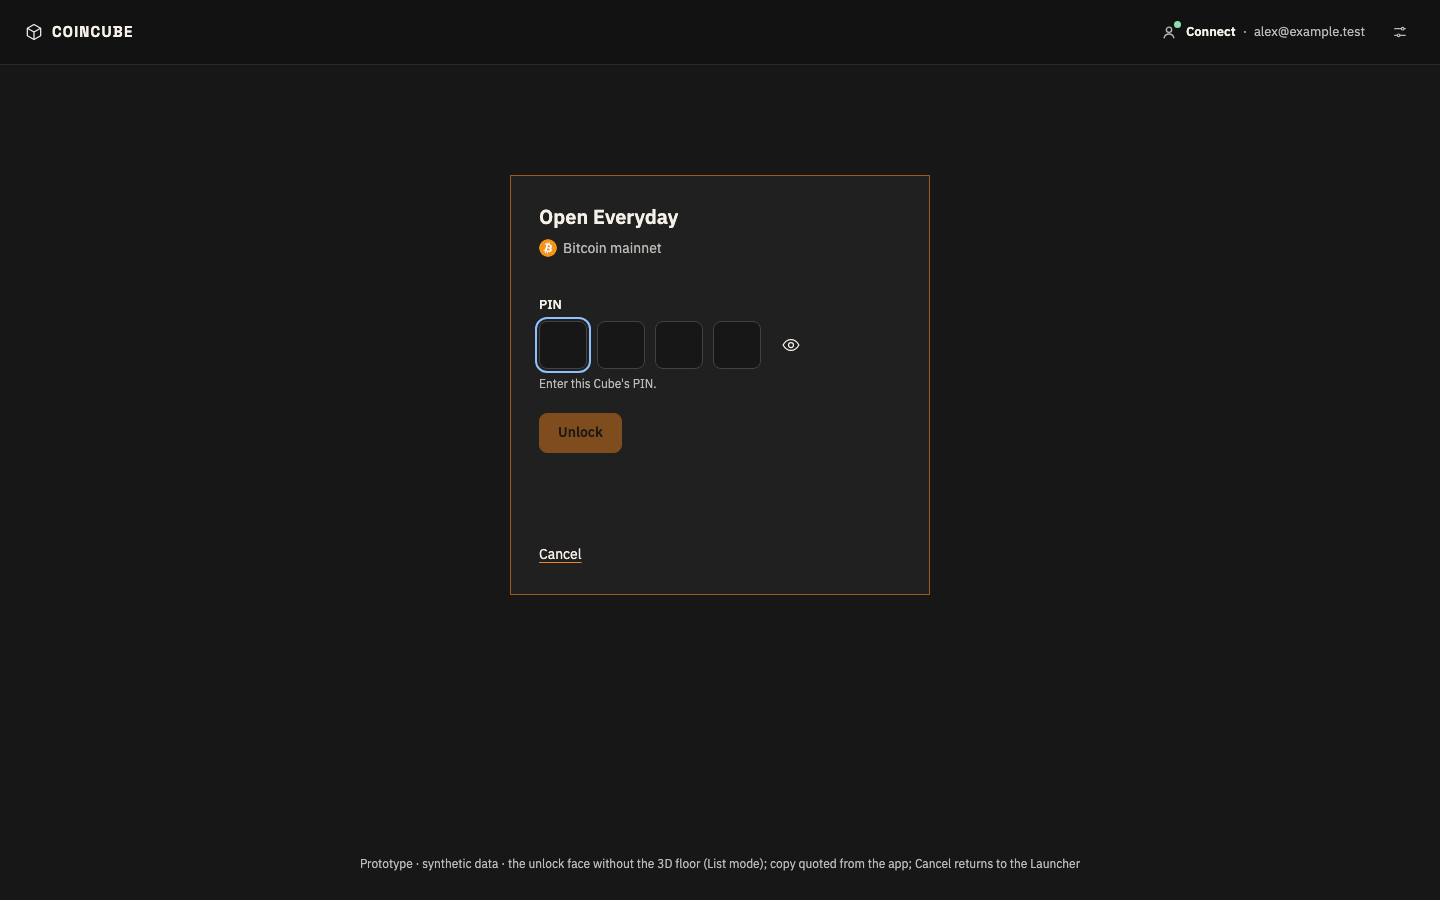 COINCUBE
Connect · alex@example.test
Open Everyday
Bitcoin mainnet
PIN
Enter this Cube's PIN.
Unlock
Cancel
Prototype · synthetic data · the unlock face without the 3D floor (List mode); copy quoted from the app; Cancel returns to the Launcher